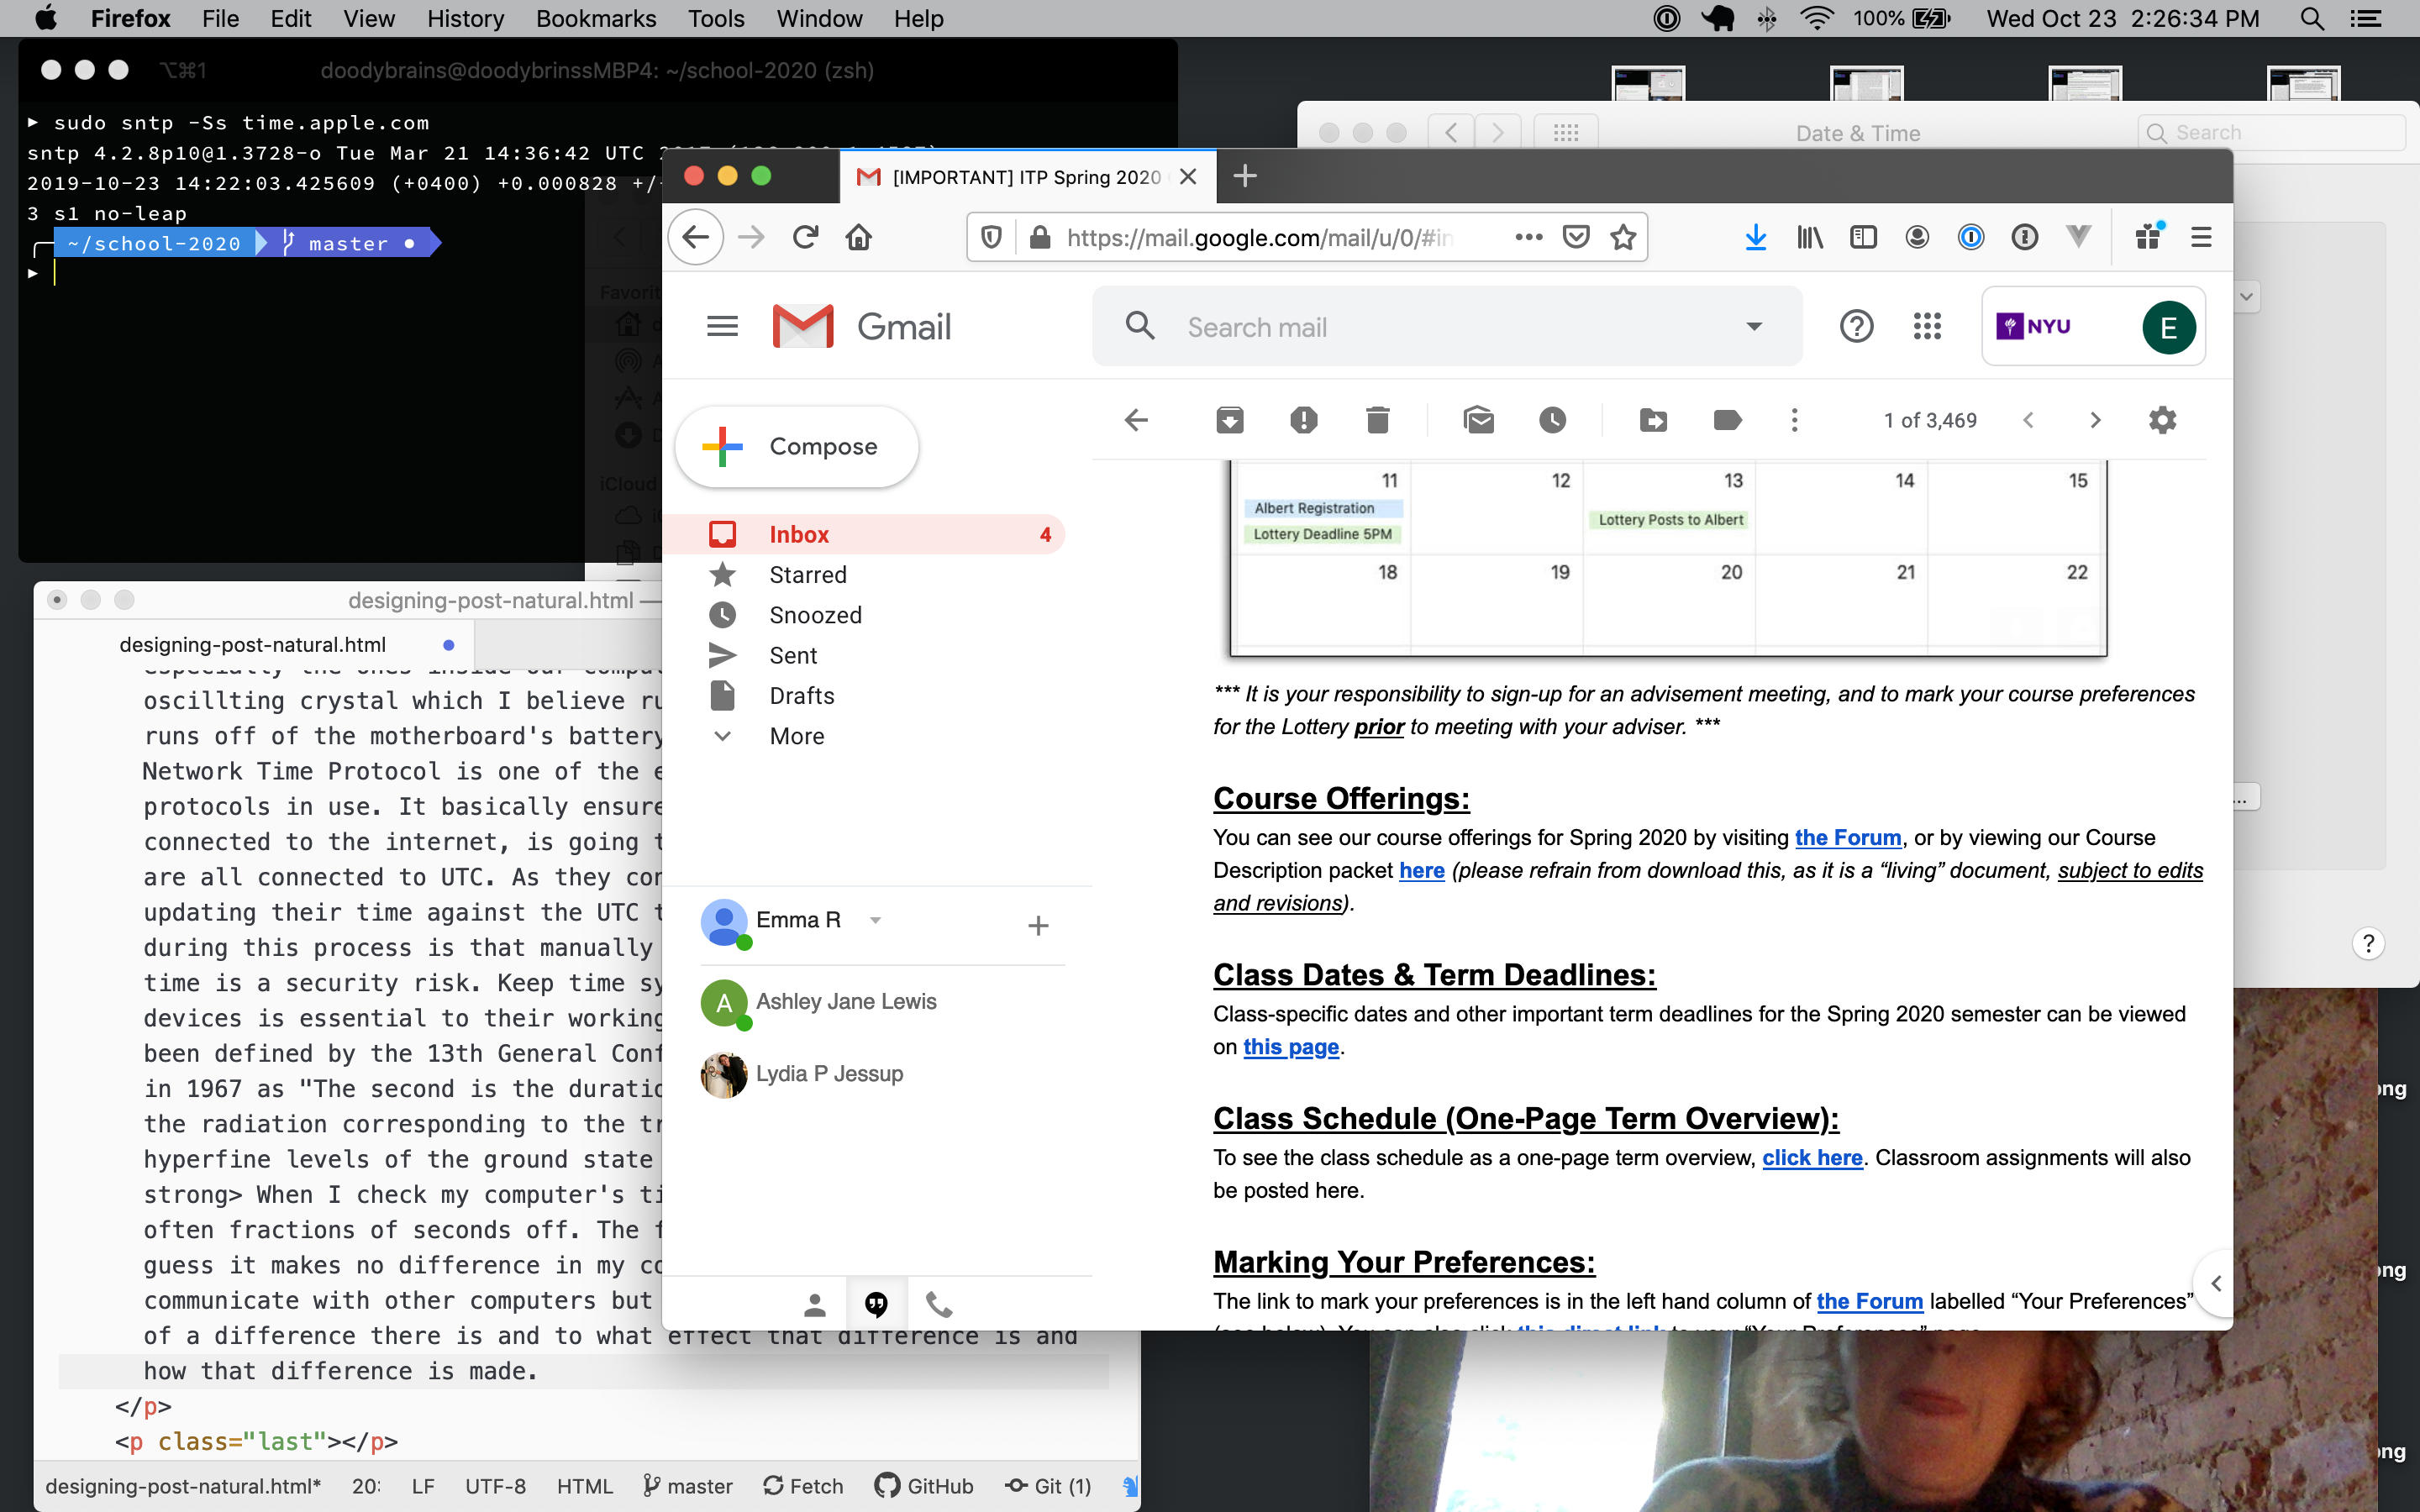 Firefox File Edit View History Bookmarks Tools Window Help
100% Wed Oct 23 2:26:34 PM
⌥⌘1 doodybrains@doodybrinssMBP4: ~/school-2020 (zsh)
▸ sudo sntp -Ss time.apple.com
sntp 4.2.8p10@1.3728-o Tue Mar 21 14:36:42 UTC
2019-10-23 14:22:03.425609 (+0400) +0.000828 +/-
3 s1 no-leap
~/school-2020 master ●
▸
Date & Time
Search
[IMPORTANT] ITP Spring 2020
https://mail.google.com/mail/u/0/#in
Gmail
Search mail
NYU
E
Compose
1 of 3,469
Inbox 4
Starred
Snoozed
Sent
Drafts
More
Emma R
A
Ashley Jane Lewis
Lydia P Jessup
11 12 13 14 15
Albert Registration
Lottery Posts to Albert
Lottery Deadline 5PM
18 19 20 21 22
*** It is your responsibility to sign-up for an advisement meeting, and to mark your course preferences
for the Lottery prior to meeting with your adviser. ***
Course Offerings:
You can see our course offerings for Spring 2020 by visiting the Forum, or by viewing our Course
Description packet here (please refrain from download this, as it is a “living” document, subject to edits
and revisions).
Class Dates & Term Deadlines:
Class-specific dates and other important term deadlines for the Spring 2020 semester can be viewed
on this page.
Class Schedule (One-Page Term Overview):
To see the class schedule as a one-page term overview, click here. Classroom assignments will also
be posted here.
Marking Your Preferences:
The link to mark your preferences is in the left hand column of the Forum labelled “Your Preferences”
Favorit
iCloud
designing-post-natural.html —
designing-post-natural.html
especially the ones inside our
oscillting crystal which I believe
runs off of the motherboard's battery
Network Time Protocol is one of the
protocols in use. It basically
connected to the internet, is going
are all connected to UTC. As they
updating their time against the UTC
during this process is that manually
time is a security risk. Keep time
devices is essential to their working
been defined by the 13th General
in 1967 as "The second is the
the radiation corresponding to the
hyperfine levels of the ground state
strong> When I check my computer's
often fractions of seconds off. The
guess it makes no difference in my
communicate with other computers but
of a difference there is and to what effect that difference is and
how that difference is made.
</p>
<p class="last"></p>
designing-post-natural.html* 20: LF UTF-8 HTML master Fetch GitHub Git (1)
...
?
ng
ng
ng